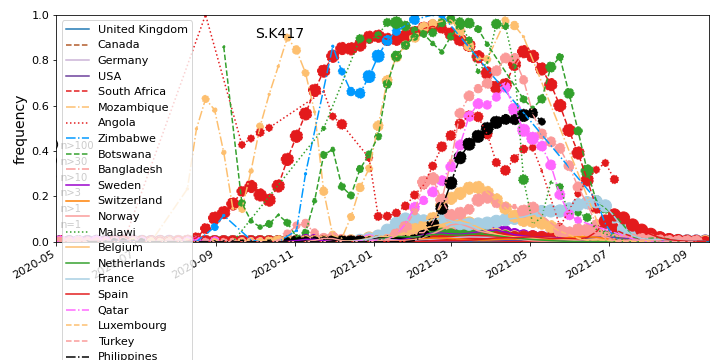 S.K417
frequency
1.0
0.8
0.6
0.4
0.2
0.0
United Kingdom
Canada
Germany
USA
South Africa
Mozambique
Angola
Zimbabwe
Botswana
Bangladesh
Sweden
Switzerland
Norway
Malawi
Belgium
Netherlands
France
Spain
Qatar
Luxembourg
Turkey
Philippines
n>100
n>30
n>10
n>3
n>1
n=1
2020-05
2020-09
2020-11
2021-01
2021-03
2021-05
2021-07
2021-09